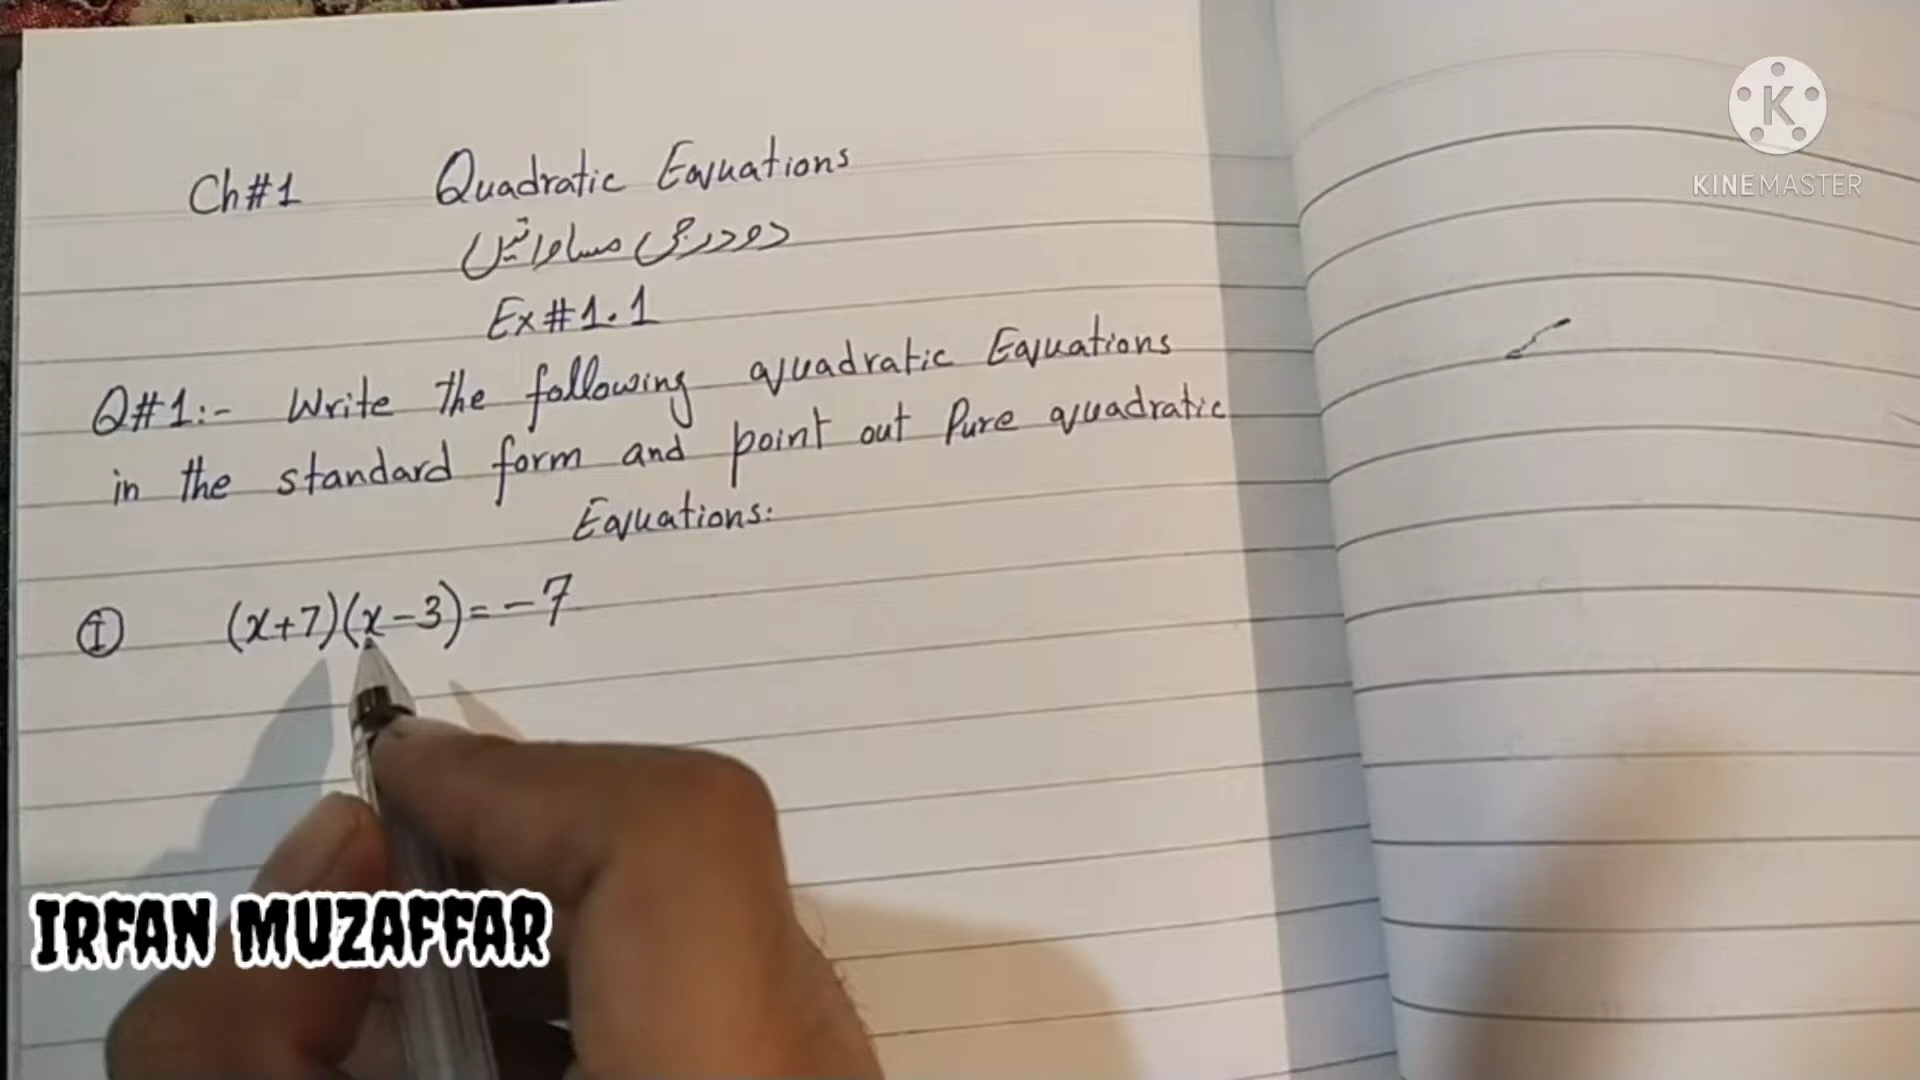 Ch#1 Quadratic Equations
دو درجی مساواتیں
Ex#1.1
Q#1:- Write the following quadratic Equations
in the standard form and point out Pure quadratic
Equations:
I (x+7)(x-3)=-7
K
KINEMASTER
IRFAN MUZAFFAR